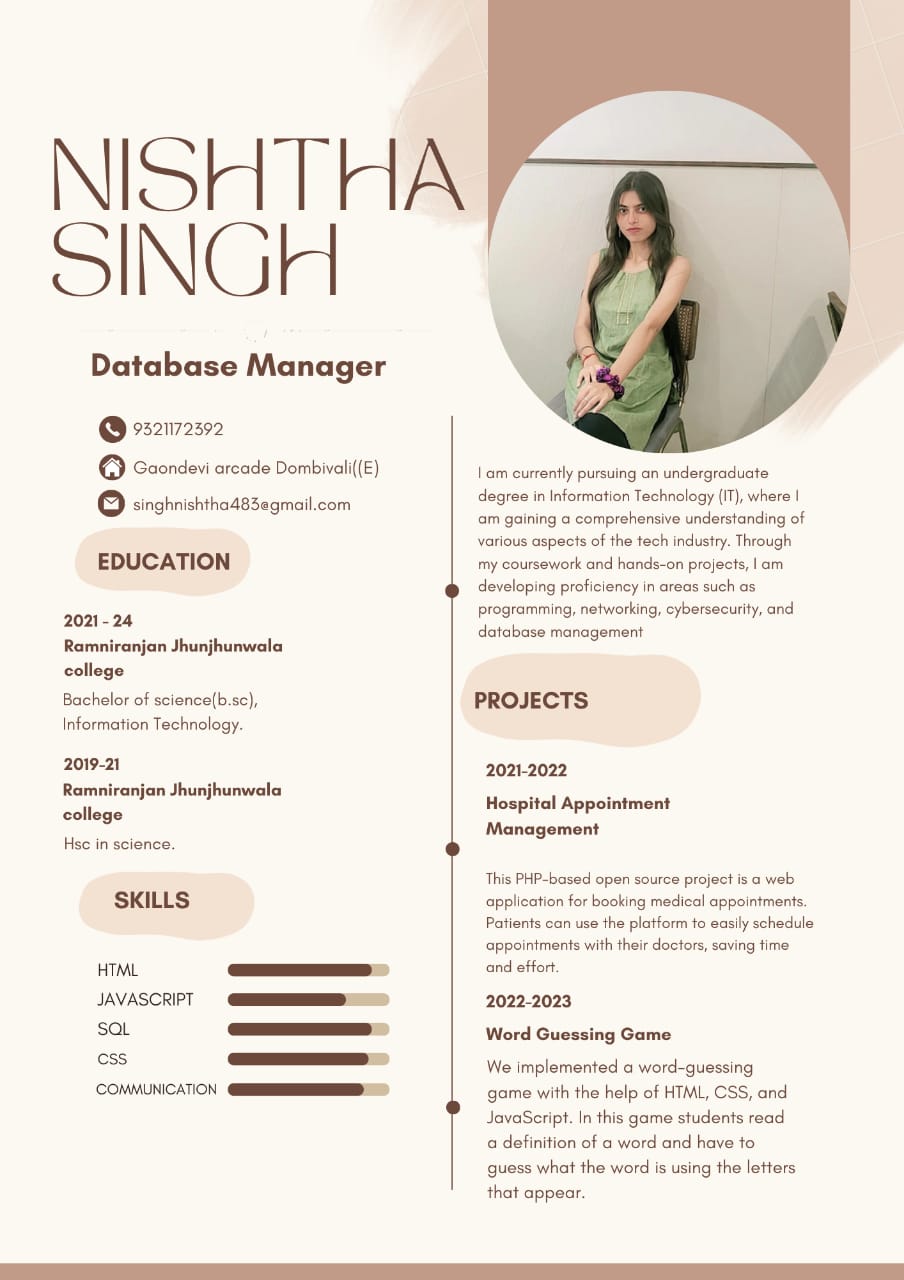 NISHTHA
SINGH
Database Manager
9321172392
Gaondevi arcade Dombivali((E)
singhnishtha483@gmail.com
EDUCATION
2021 - 24
Ramniranjan Jhunjhunwala
college
Bachelor of science(b.sc),
Information Technology.
2019-21
Ramniranjan Jhunjhunwala
college
Hsc in science.
SKILLS
HTML
JAVASCRIPT
SQL
CSS
COMMUNICATION
I am currently pursuing an undergraduate
degree in Information Technology (IT), where I
am gaining a comprehensive understanding of
various aspects of the tech industry. Through
my coursework and hands-on projects, I am
developing proficiency in areas such as
programming, networking, cybersecurity, and
database management
PROJECTS
2021-2022
Hospital Appointment
Management
This PHP-based open source project is a web
application for booking medical appointments.
Patients can use the platform to easily schedule
appointments with their doctors, saving time
and effort.
2022-2023
Word Guessing Game
We implemented a word-guessing
game with the help of HTML, CSS, and
JavaScript. In this game students read
a definition of a word and have to
guess what the word is using the letters
that appear.